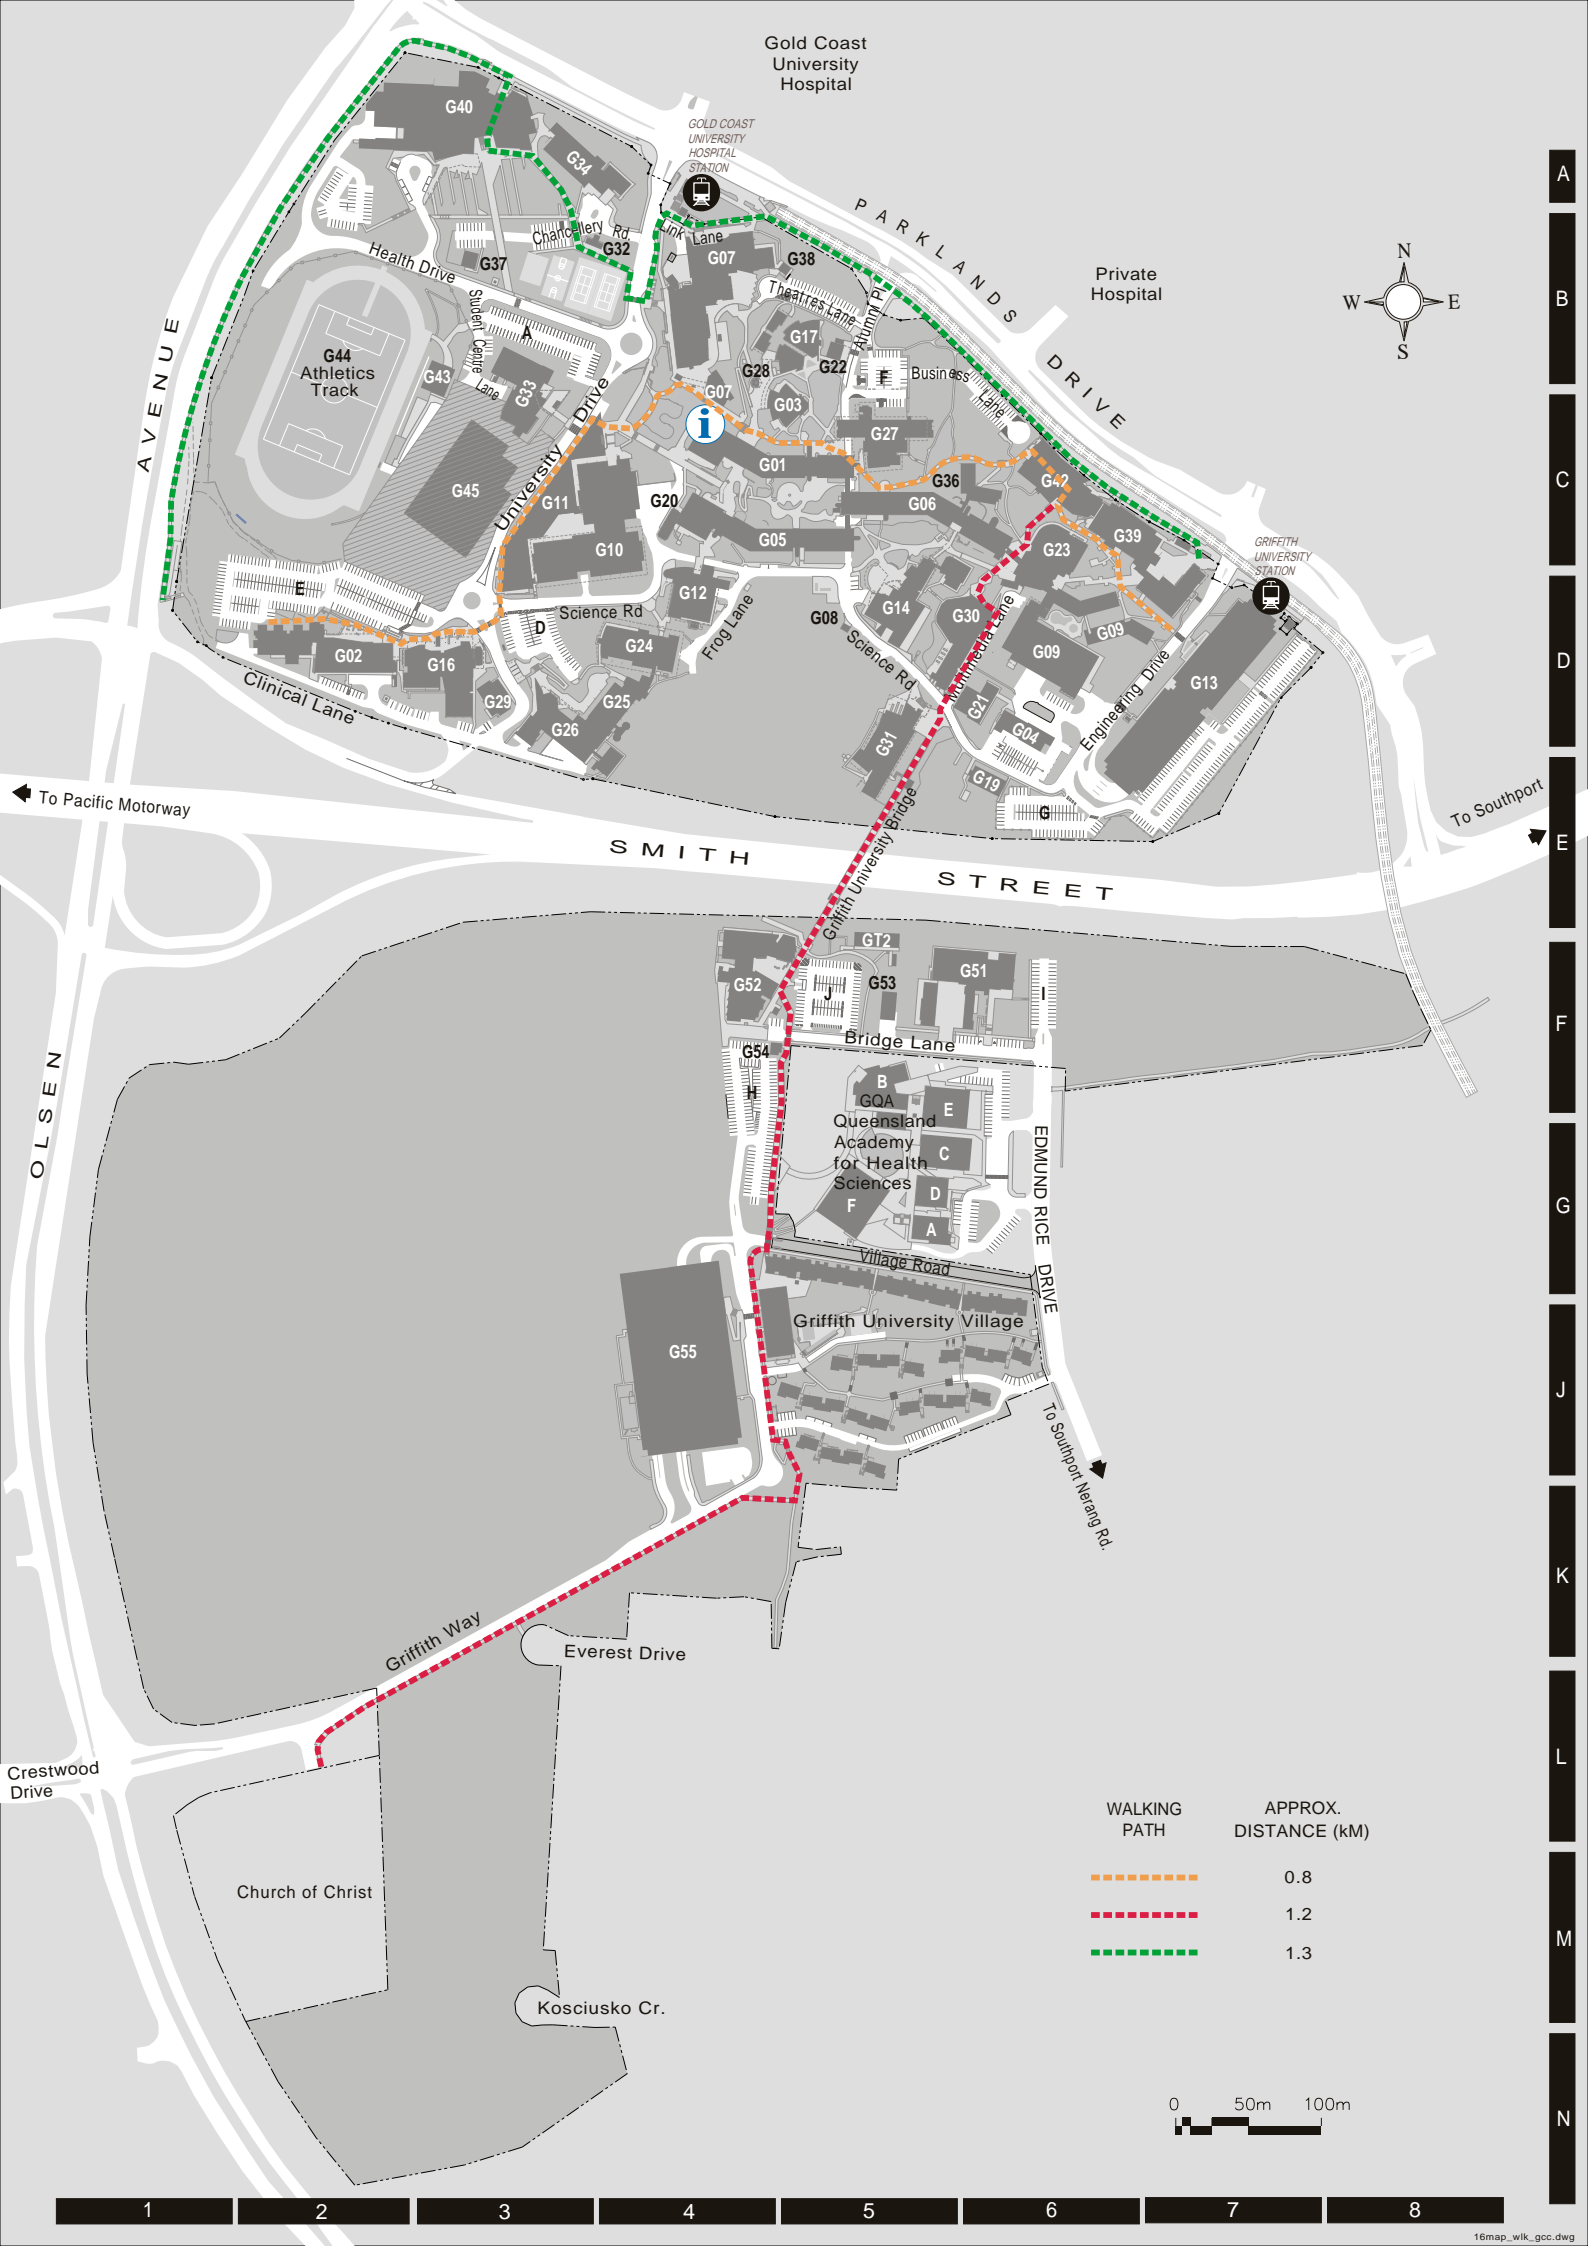 Gold Coast
University
Hospital
GOLD COAST
UNIVERSITY
HOSPITAL
STATION
G40
G34
A
PARKLANDS
DRIVE
Link Lane
Chancellery Rd.
G32
G07
G38
G37
Health Drive
Private
Hospital
N
W
E
S
B
Theatres Lane
Alumni Pl
Student Centre
Lane
A
G17
G22
G28
G44
Athletics
Track
G43
G33
F
Business
Lane
G07
G03
i
G27
AVENUE
University Drive
G01
G36
G42
C
G45
G11
G20
G06
G05
G10
G23
G39
GRIFFITH
UNIVERSITY
STATION
E
G12
G14
G30
Science Rd
D
G08
Frog Lane
Multimedia Lane
G09
G09
G24
G02
G16
Science Rd
D
G13
Clinical Lane
G29
G25
G26
G21
G31
G04
Engineering Drive
G19
G
To Pacific Motorway
To Southport
Griffith University Bridge
E
SMITH
STREET
GT2
G51
G52
G53
J
I
F
Bridge Lane
G54
H
B
GQA
E
Queensland
Academy
for Health
Sciences
C
D
F
A
G
OLSEN
EDMUND RICE DRIVE
Village Road
Griffith University Village
G55
J
To Southport Nerang Rd.
K
Griffith Way
Everest Drive
Crestwood
Drive
L
WALKING
PATH
APPROX.
DISTANCE (kM)
0.8
1.2
1.3
Church of Christ
M
Kosciusko Cr.
0 50m 100m
N
1 2 3 4 5 6 7 8
16map_wlk_gcc.dwg